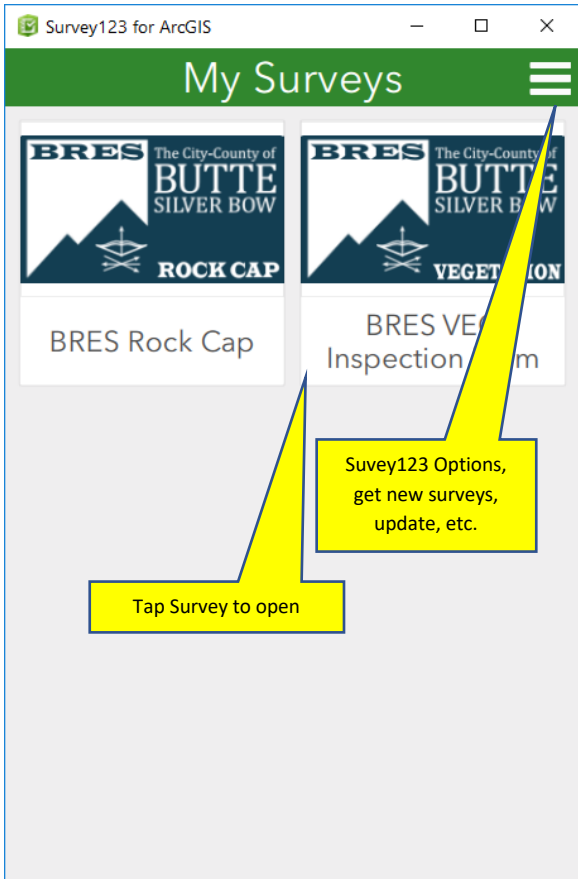 Survey123 for ArcGIS
My Surveys
BRES The City-County of
BUTTE
SILVER BOW
ROCK CAP
BRES The City-County of
BUTTE
SILVER BOW
BRES Rock Cap
BRES
Inspection
Suvey123 Options,
get new surveys,
update, etc.
Tap Survey to open